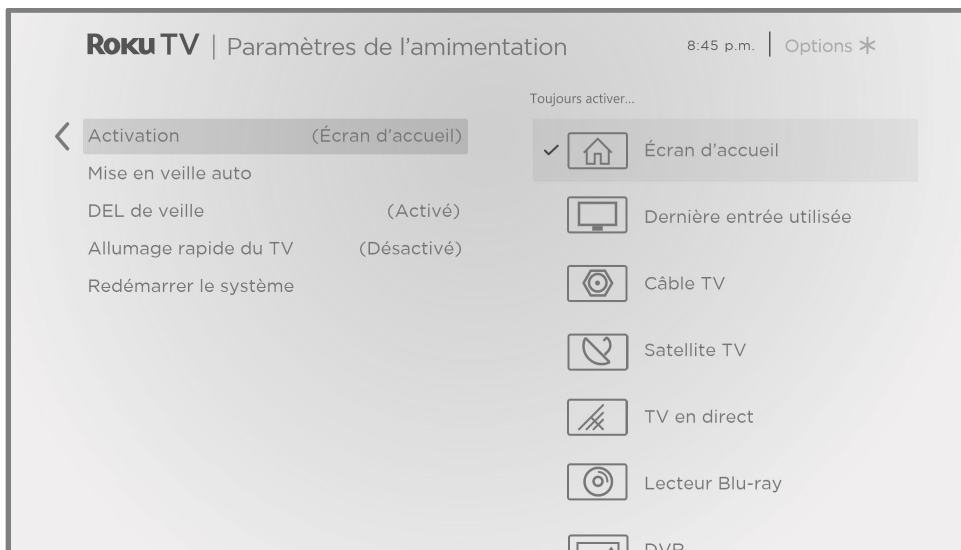 Roku TV | Paramètres de l'amimentation
8:45 p.m. | Options
Toujours activer...
Activation (Écran d'accueil)
Mise en veille auto
DEL de veille (Activé)
Allumage rapide du TV (Désactivé)
Redémarrer le système
Écran d'accueil
Dernière entrée utilisée
Câble TV
Satellite TV
TV en direct
Lecteur Blu-ray
DVR